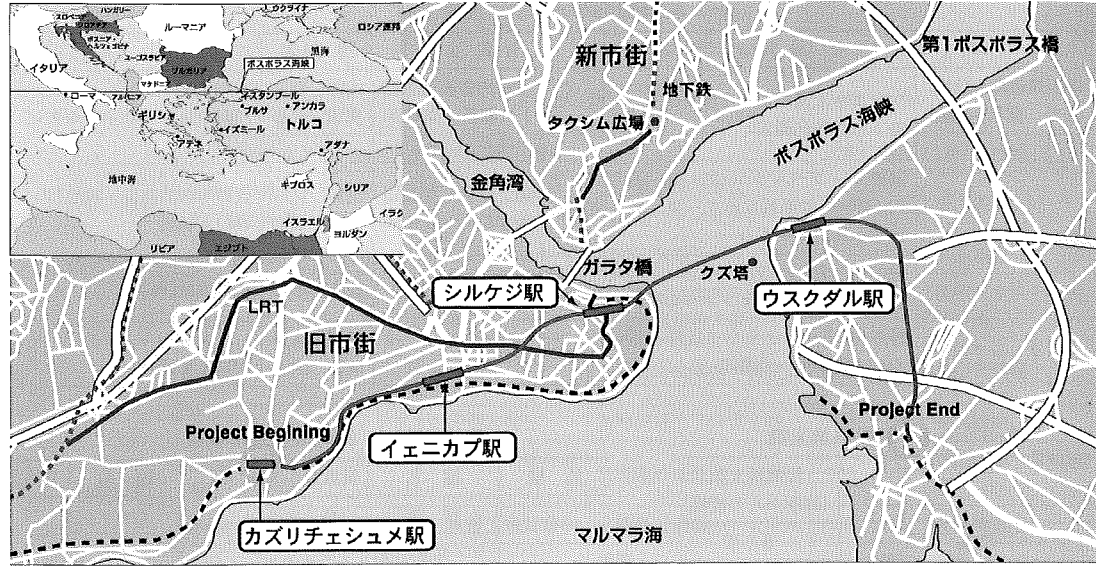 ハンガリー
スロベニア
クロアチア
ボスニア・
ヘルツェゴビナ
ユーゴスラビア
ルーマニア
ウクライナ
ロシア連邦
黒海
ボスポラス海峡
イタリア
ブルガリア
マケドニア
アルバニア
ローマ
イスタンブール
ブルサ
アンカラ
ギリシャ
トルコ
イズミール
アテネ
アダナ
地中海
キプロス
シリア
イスラエル
イラク
ヨルダン
リビア
エジプト
新市街
第1ボスポラス橋
地下鉄
タクシム広場
ボスポラス海峡
金角湾
ガラタ橋
クズ塔
シルケジ駅
ウスクダル駅
LRT
旧市街
Project Begining
Project End
イェニカプ駅
カズリチェシュメ駅
マルマラ海